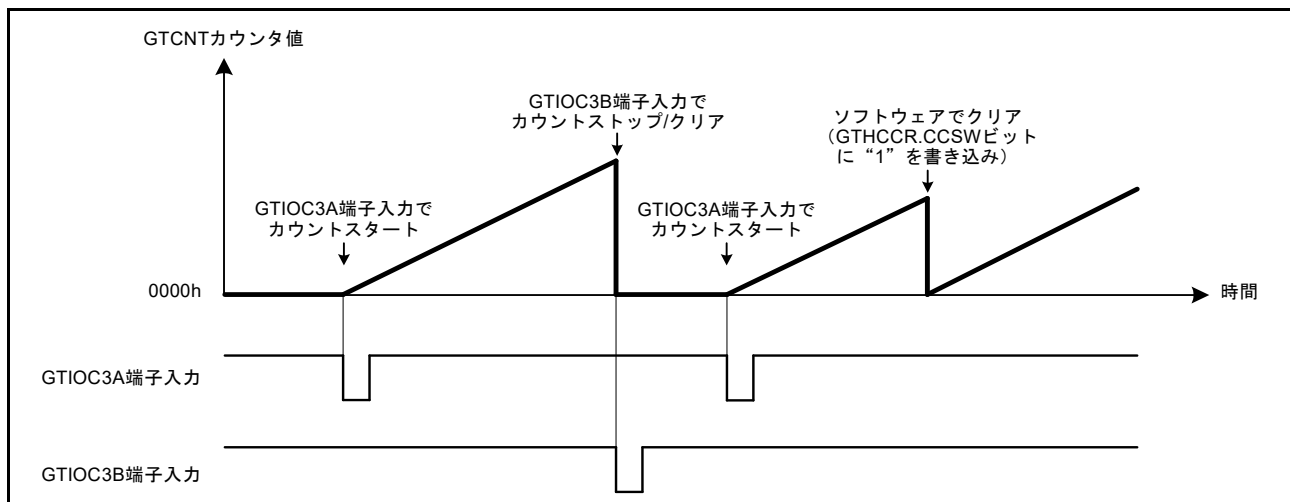 GTCNTカウンタ値
GTIOC3B端子入力で
カウントストップ/クリア
ソフトウェアでクリア
(GTHCCR.CCSWビット
に“1”を書き込み)
GTIOC3A端子入力で
カウントスタート
GTIOC3A端子入力で
カウントスタート
0000h
時間
GTIOC3A端子入力
GTIOC3B端子入力